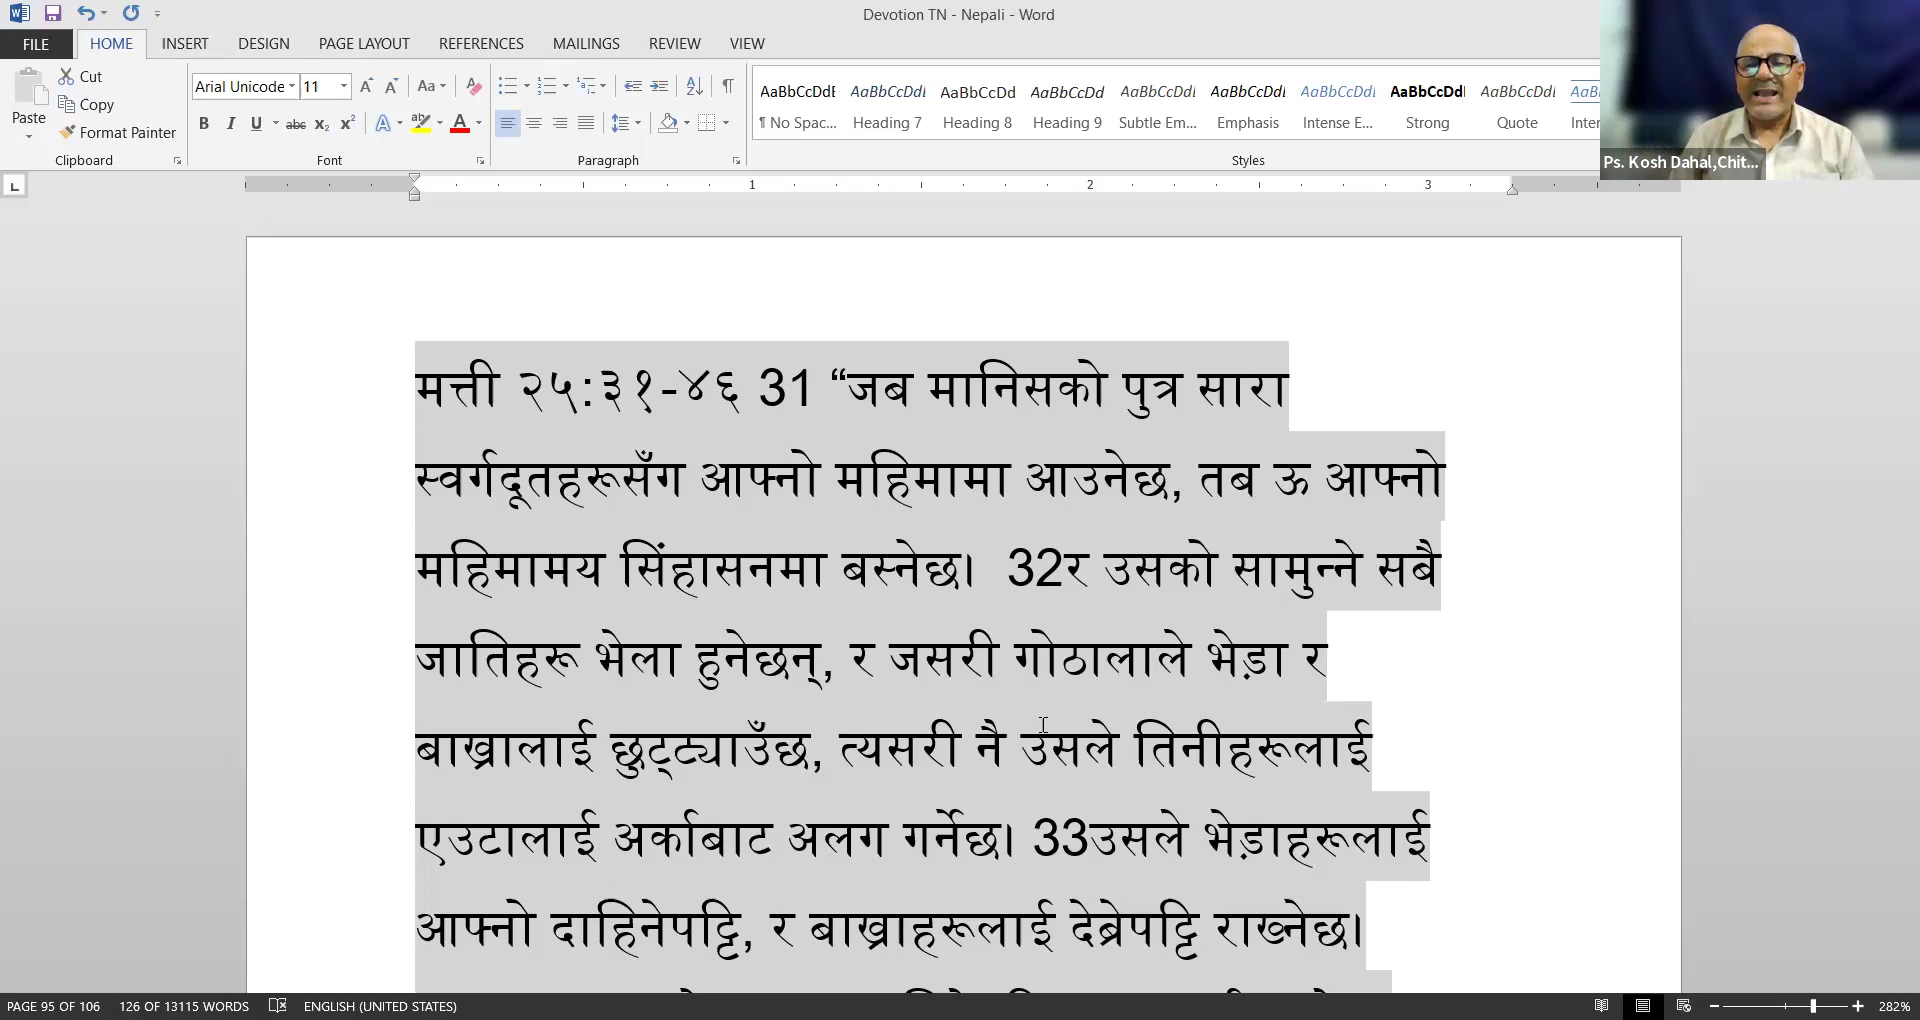 Devotion TN - Nepali - Word
FILE HOME INSERT DESIGN PAGE LAYOUT REFERENCES MAILINGS REVIEW VIEW
Paste
Cut
Copy
Format Painter
Clipboard
Arial Unicode 11
Font
Paragraph
AaBbCcDdE AaBbCcDdI AaBbCcDd AaBbCcDd AaBbCcDdI AaBbCcDdI AaBbCcDdI AaBbCcDdI AaBbCcDdI
¶ No Spac... Heading 7 Heading 8 Heading 9 Subtle Em... Emphasis Intense E... Strong Quote
Styles
Ps. Kosh Dahal,Chit...
1 2 3
मत्ती २५:३१-४६ 31 “जब मानिसको पुत्र सारा
स्वर्गदूतहरूसँग आफ्नो महिमामा आउनेछ, तब ऊ आफ्नो
महिमामय सिंहासनमा बस्नेछ। 32र उसको सामुन्ने सबै
जातिहरू भेला हुनेछन्, र जसरी गोठालाले भेड़ा र
बाख्रालाई छुट्ट्याउँछ, त्यसरी नै उसले तिनीहरूलाई
एउटालाई अर्काबाट अलग गर्नेछ। 33उसले भेड़ाहरूलाई
आफ्नो दाहिनेपट्टि, र बाख्राहरूलाई देब्रेपट्टि राख्नेछ।
PAGE 95 OF 106 126 OF 13115 WORDS ENGLISH (UNITED STATES) 282%